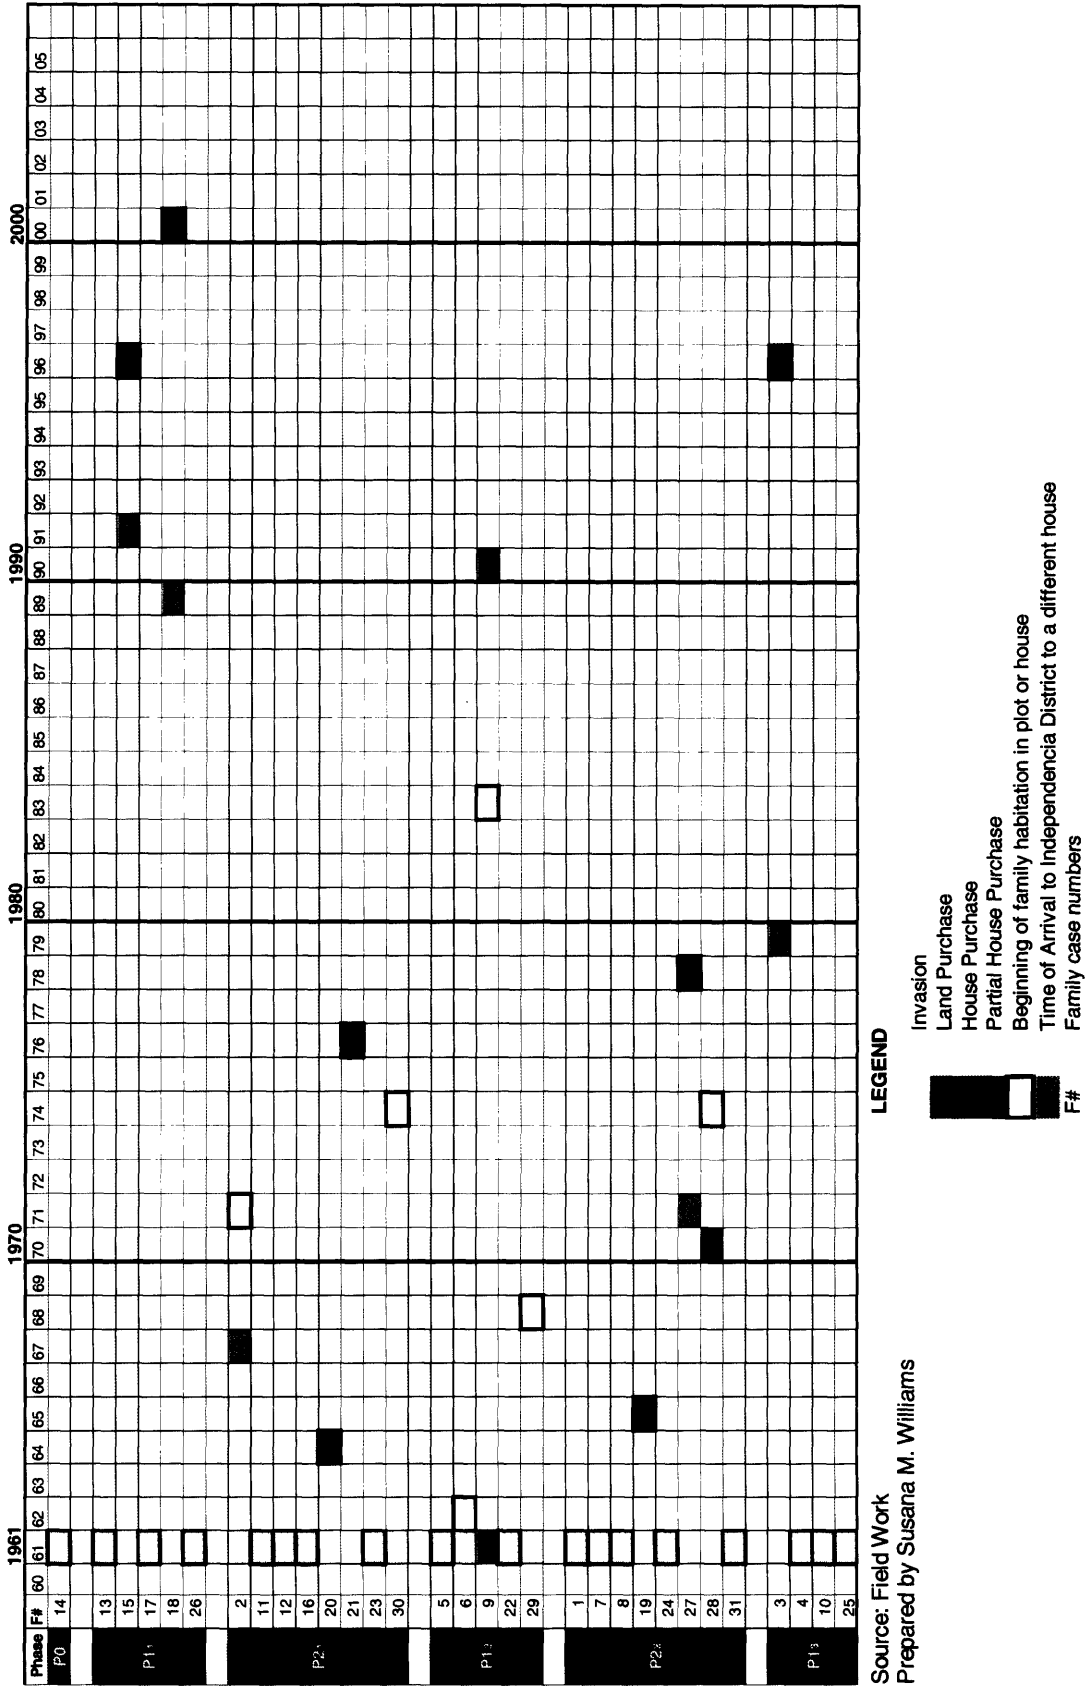 1961 1970 1980 1990 2000
Phase F# 60 61 62 63 64 65 66 67 68 69 70 71 72 73 74 75 76 77 78 79 80 81 82 83 84 85 86 87 88 89 90 91 92 93 94 95 96 97 98 99 00 01 02 03 04 05
P0 14
13
15
P1 17
18
26
2
11
12
16
P2 20
21
23
30
5
6
P1 9
22
29
1
7
8
19
P2 24
27
28
31
3
4
P1 10
25
Source: Field Work
Prepared by Susana M. Williams
LEGEND
Invasion
Land Purchase
House Purchase
Partial House Purchase
Beginning of family habitation in plot or house
Time of Arrival to Independencia District to a different house
F# Family case numbers